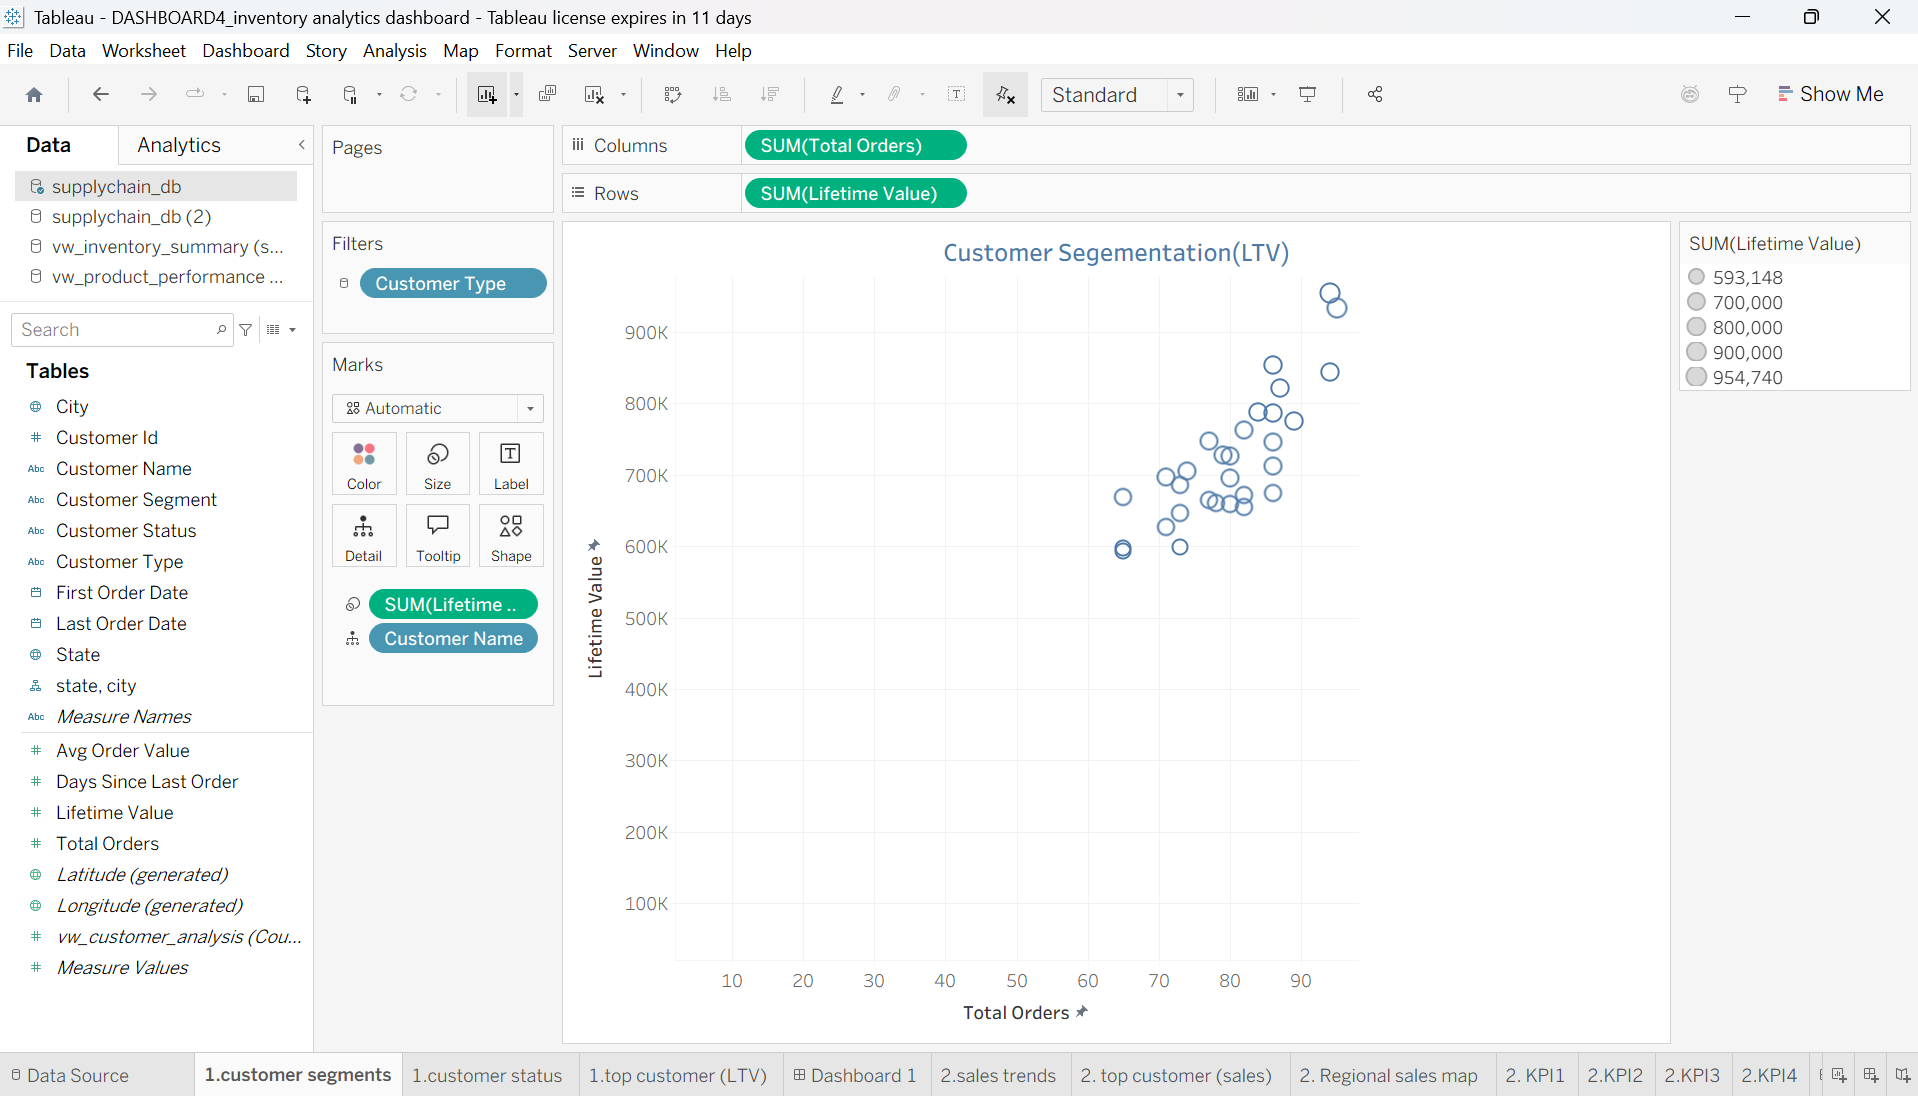 Tableau - DASHBOARD4_inventory analytics dashboard - Tableau license expires in 11 days
File Data Worksheet Dashboard Story Analysis Map Format Server Window Help
Standard
Show Me
Data Analytics
supplychain_db
supplychain_db (2)
vw_inventory_summary (s...
vw_product_performance ...
Search
Tables
City
Customer Id
Abc Customer Name
Abc Customer Segment
Abc Customer Status
Abc Customer Type
First Order Date
Last Order Date
State
state, city
Abc Measure Names
Avg Order Value
Days Since Last Order
Lifetime Value
Total Orders
Latitude (generated)
Longitude (generated)
vw_customer_analysis (Cou...
Measure Values
Pages
Filters
Customer Type
Marks
Automatic
Color Size Label
Detail Tooltip Shape
SUM(Lifetime ..
Customer Name
Columns SUM(Total Orders)
Rows SUM(Lifetime Value)
Customer Segementation(LTV)
Lifetime Value
900K
800K
700K
600K
500K
400K
300K
200K
100K
10 20 30 40 50 60 70 80 90
Total Orders
SUM(Lifetime Value)
593,148
700,000
800,000
900,000
954,740
Data Source 1.customer segments 1.customer status 1.top customer (LTV) Dashboard 1 2.sales trends 2. top customer (sales) 2. Regional sales map 2. KPI1 2.KPI2 2.KPI3 2.KPI4